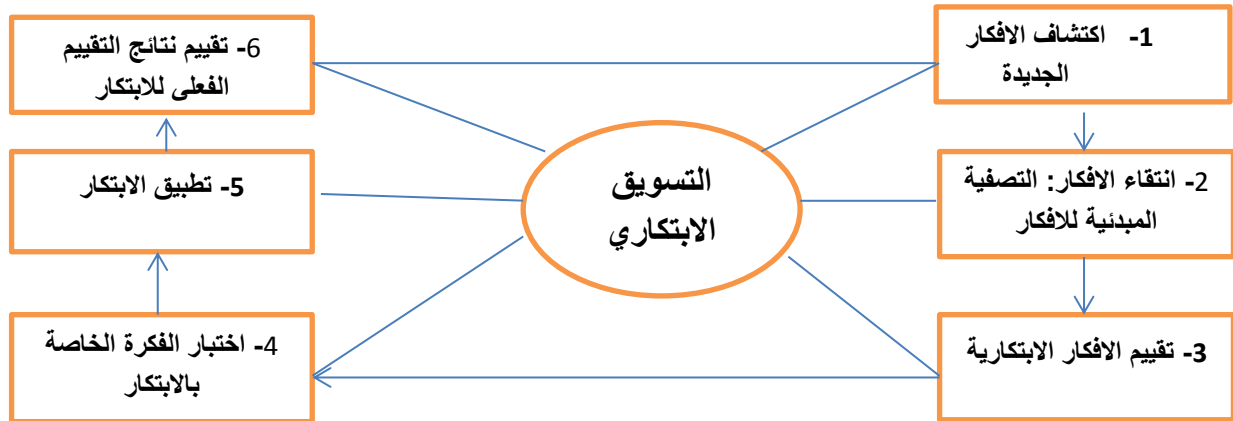 1- اكتشاف الافكار
الجديدة
2- انتقاء الافكار: التصفية
المبدئية للافكار
3- تقييم الافكار الابتكارية
4- اختبار الفكرة الخاصة
بالابتكار
5- تطبيق الابتكار
6- تقييم نتائج التقييم
الفعلى للابتكار
التسويق
الابتكاري